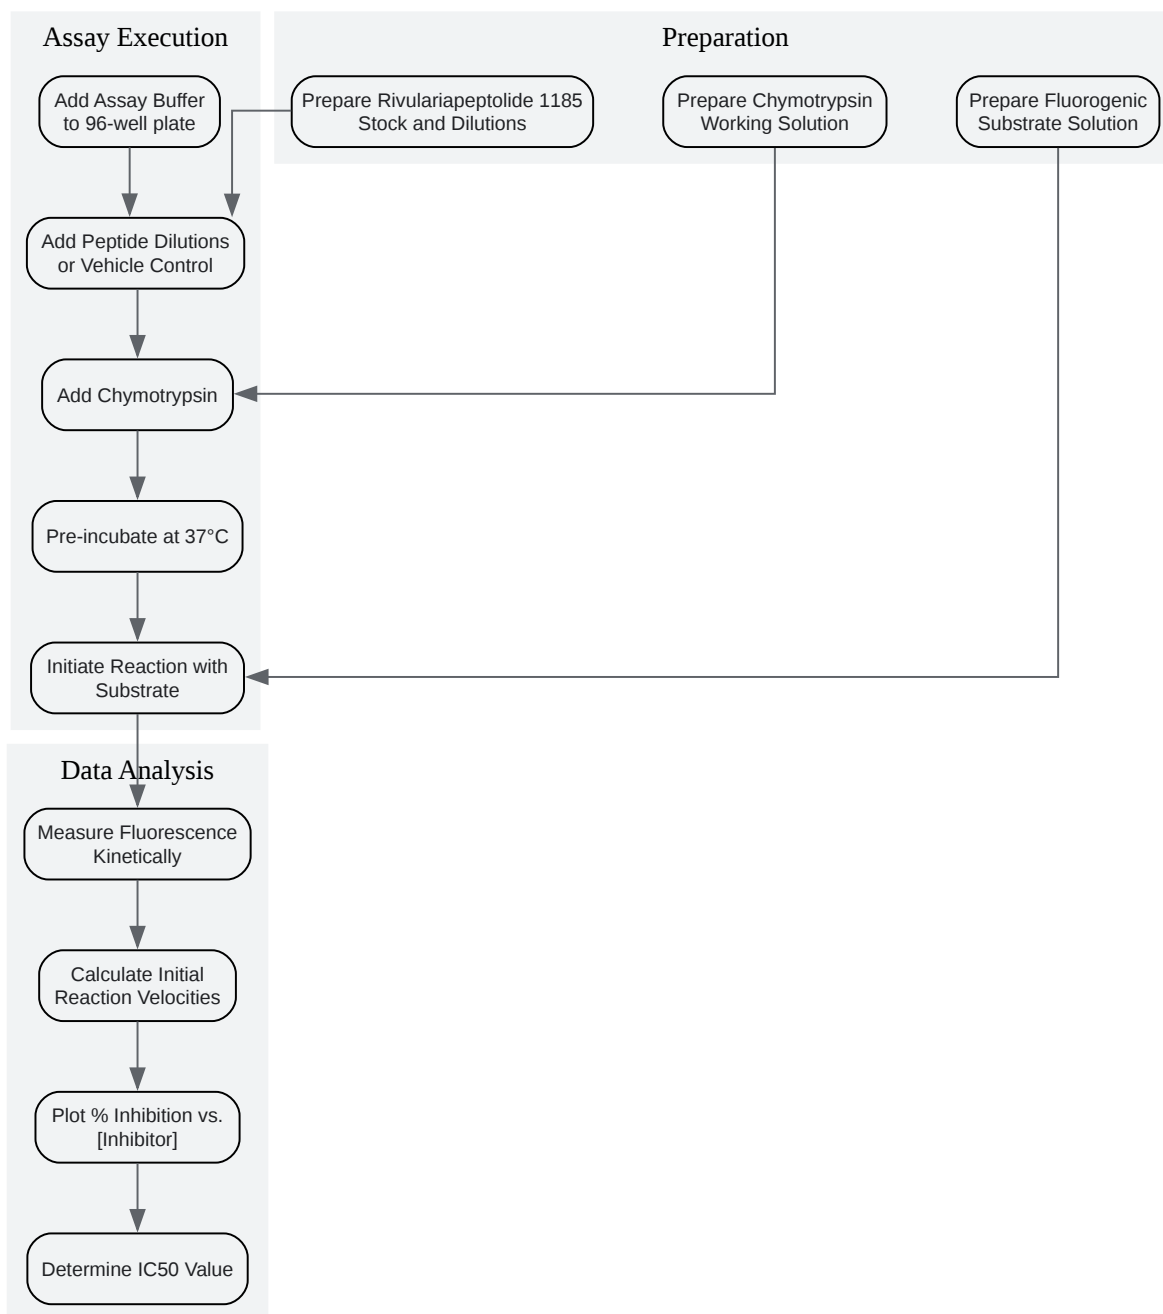 Assay Execution
Preparation
Add Assay Buffer
to 96-well plate
Prepare Rivulariapeptolide 1185
Stock and Dilutions
Prepare Chymotrypsin
Working Solution
Prepare Fluorogenic
Substrate Solution
Add Peptide Dilutions
or Vehicle Control
Add Chymotrypsin
Pre-incubate at 37°C
Initiate Reaction with
Substrate
Data Analysis
Measure Fluorescence
Kinetically
Calculate Initial
Reaction Velocities
Plot % Inhibition vs.
[Inhibitor]
Determine IC50 Value